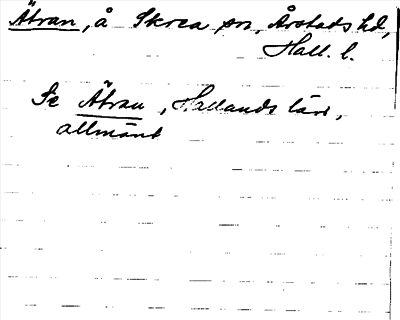 Ätran, å Skrea sn, Årstads hd,
Hall. l.
Se Ätran, Hallands län,
allmänt